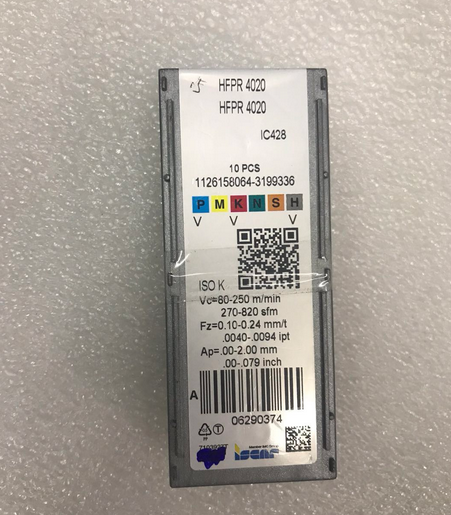 HFPR 4020
HFPR 4020
IC428
10 PCS
1126158064-3199336
P M K N S H
V V V
ISO K
Vc=80-250 m/min
270-820 sfm
Fz=0.10-0.24 mm/t
.0040-.0094 ipt
Ap=.00-2.00 mm
.00-.079 inch
A
06290374
T
PP
iscar